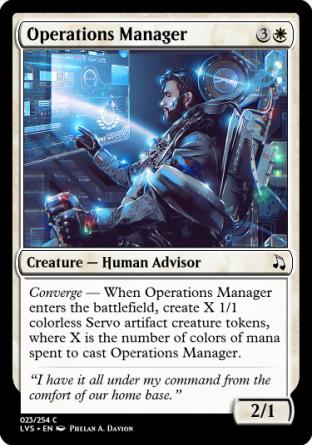 Operations Manager 3
Creature — Human Advisor
Converge — When Operations Manager
enters the battlefield, create X 1/1
colorless Servo artifact creature tokens,
where X is the number of colors of mana
spent to cast Operations Manager.
“I have it all under my command from the
comfort of our home base.”
2/1
023/254 C
LVS • EN Phelan A. Davion